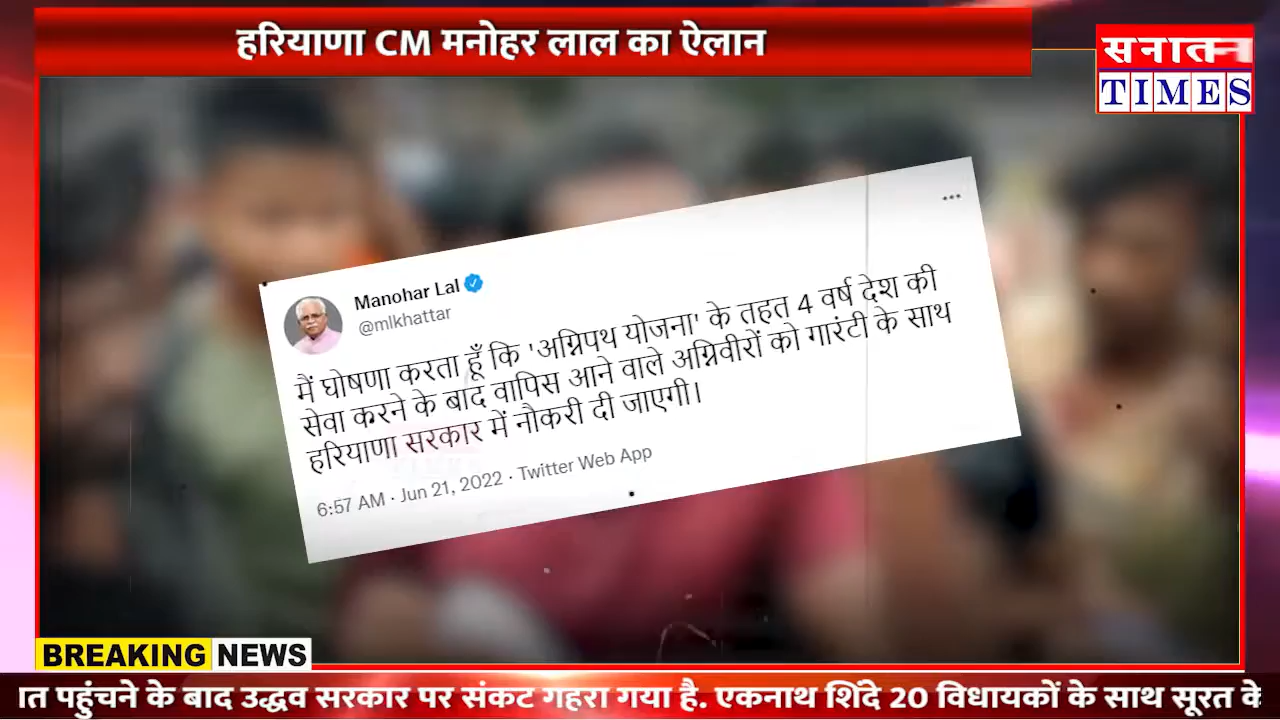 हरियाणा CM मनोहर लाल का ऐलान
सनातन
TIMES
Manohar Lal
@mlkhattar
मैं घोषणा करता हूँ कि 'अग्निपथ योजना' के तहत 4 वर्ष देश की
सेवा करने के बाद वापिस आने वाले अग्निवीरों को गारंटी के साथ
हरियाणा सरकार में नौकरी दी जाएगी।
6:57 AM · Jun 21, 2022 · Twitter Web App
BREAKING NEWS
पहुंचने के बाद उद्धव सरकार पर संकट गहरा गया है. एकनाथ शिंदे 20 विधायकों के साथ सूरत के